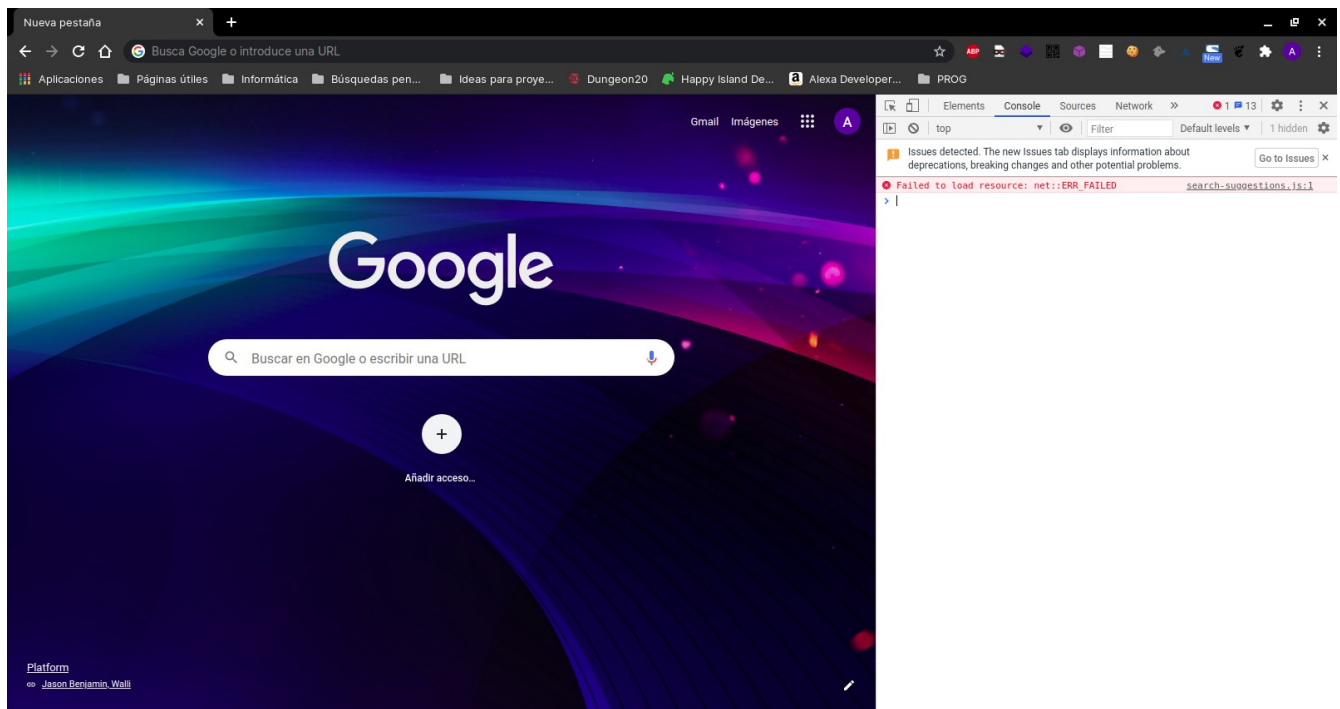 Nueva pestaña
Busca Google o introduce una URL
ABP
New
A
Aplicaciones Páginas útiles Informática Búsquedas pen... Ideas para proye... Dungeon20 Happy Island De... a Alexa Developer... PROG
Gmail Imágenes A
Google
Buscar en Google o escribir una URL
Añadir acceso...
Platform
Jason Benjamin, Walli
Elements Console Sources Network » 1 13
top Filter Default levels 1 hidden
Issues detected. The new Issues tab displays information about
deprecations, breaking changes and other potential problems.
Go to Issues
Failed to load resource: net::ERR_FAILED search-suggestions.js:1